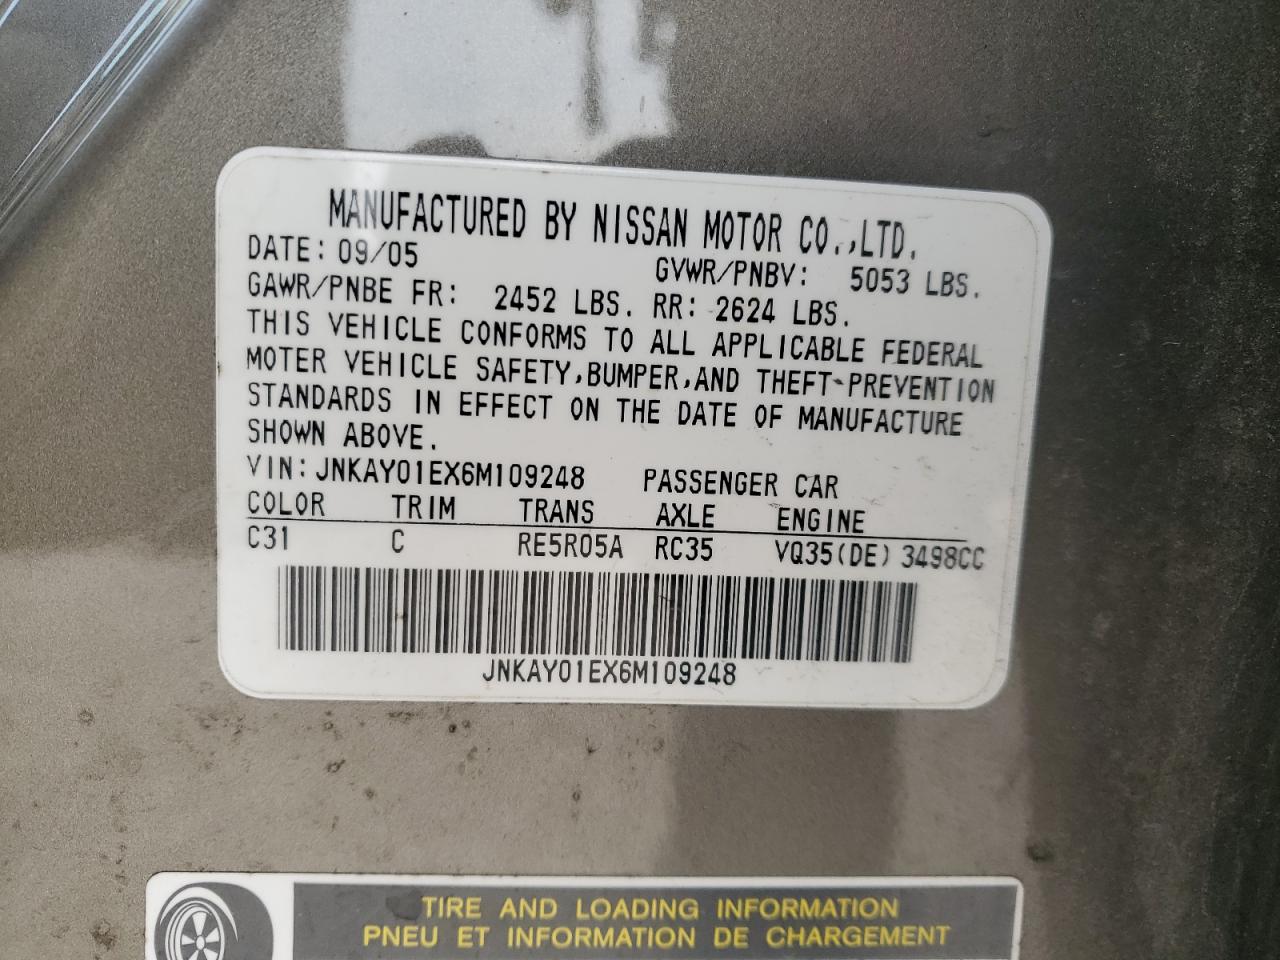 MANUFACTURED BY NISSAN MOTOR CO.,LTD.
DATE: 09/05 GVWR/PNBV: 5053 LBS.
GAWR/PNBE FR: 2452 LBS. RR: 2624 LBS.
THIS VEHICLE CONFORMS TO ALL APPLICABLE FEDERAL
MOTER VEHICLE SAFETY,BUMPER,AND THEFT-PREVENTION
STANDARDS IN EFFECT ON THE DATE OF MANUFACTURE
SHOWN ABOVE.
VIN: JNKAY01EX6M109248 PASSENGER CAR
COLOR TRIM TRANS AXLE ENGINE
C31 C RE5R05A RC35 VQ35(DE) 3498CC
JNKAY01EX6M109248
TIRE AND LOADING INFORMATION
PNEU ET INFORMATION DE CHARGEMENT